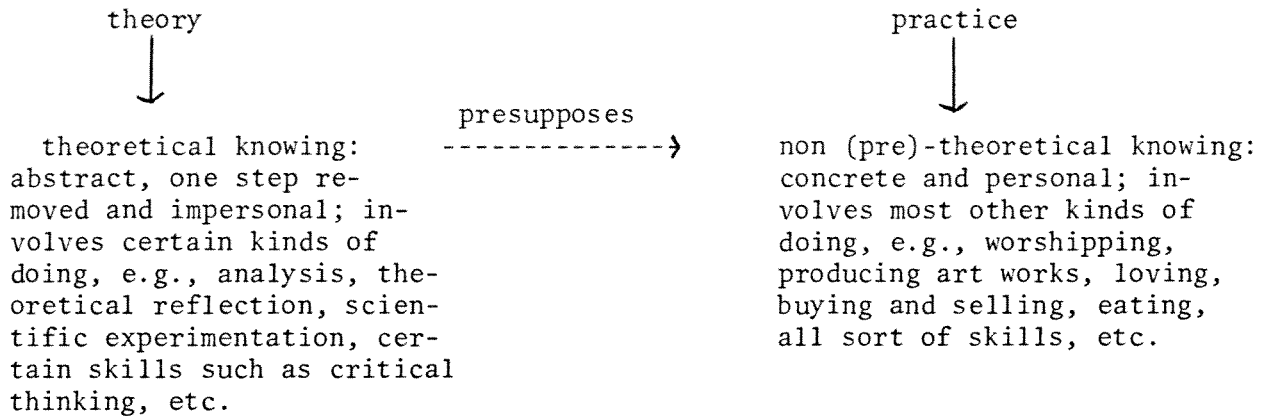 theory
practice
presupposes
theoretical knowing:
abstract, one step re-
moved and impersonal; in-
volves certain kinds of
doing, e.g., analysis, the-
oretical reflection, scien-
tific experimentation, cer-
tain skills such as critical
thinking, etc.
non (pre)-theoretical knowing:
concrete and personal; in-
volves most other kinds of
doing, e.g., worshipping,
producing art works, loving,
buying and selling, eating,
all sort of skills, etc.